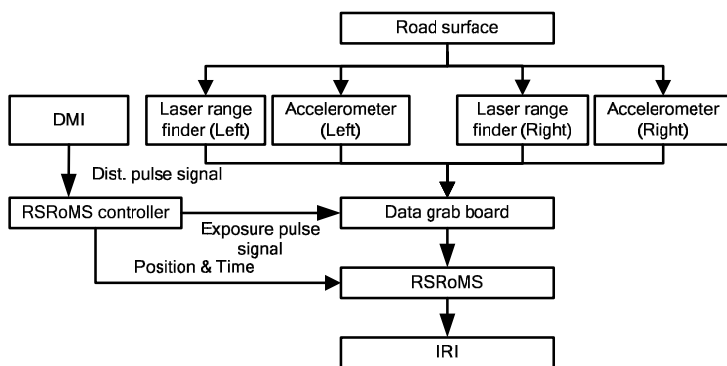 Road surface
DMI
Laser range
finder (Left)
Accelerometer
(Left)
Laser range
finder (Right)
Accelerometer
(Right)
Dist. pulse signal
RSRoMS controller
Data grab board
Exposure pulse
signal
Position & Time
RSRoMS
IRI